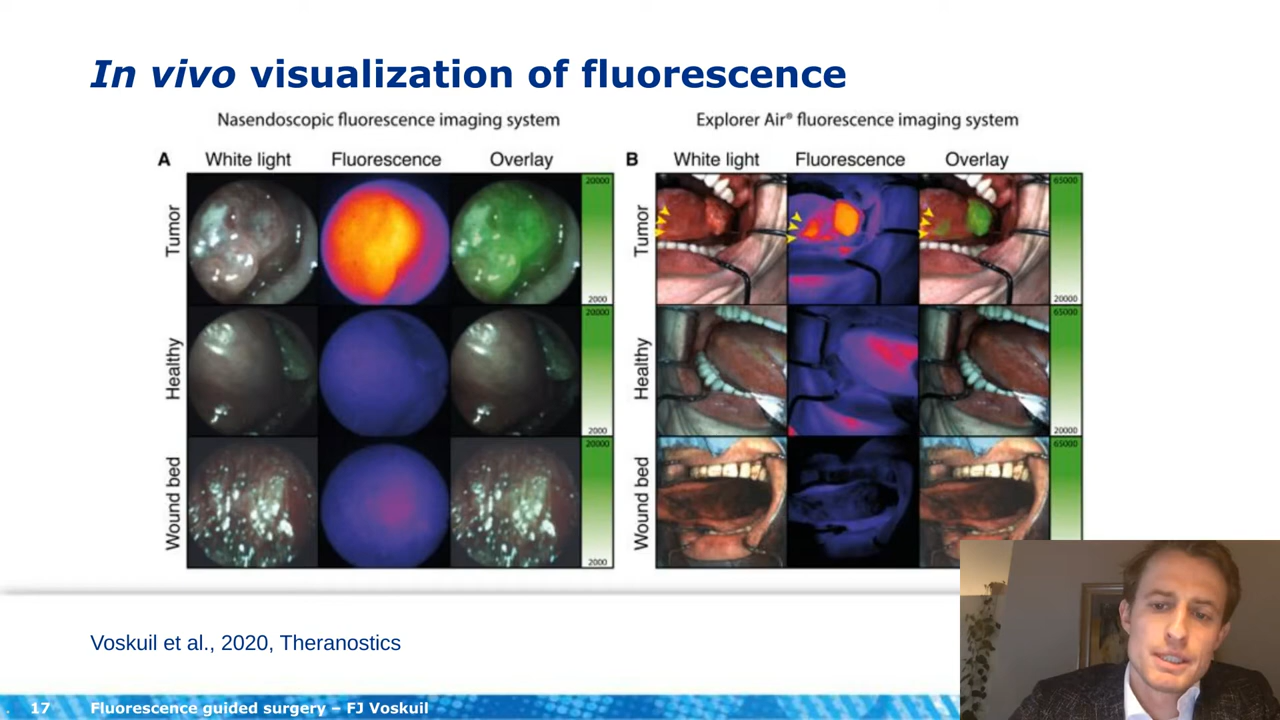 In vivo visualization of fluorescence
Nasendoscopic fluorescence imaging system
Explorer Air® fluorescence imaging system
A White light Fluorescence Overlay
B White light Fluorescence Overlay
Tumor
20000
2000
Tumor
65000
20000
Healthy
20000
2000
Healthy
65000
20000
Wound bed
20000
2000
Wound bed
65000
Voskuil et al., 2020, Theranostics
17 Fluorescence guided surgery – FJ Voskuil